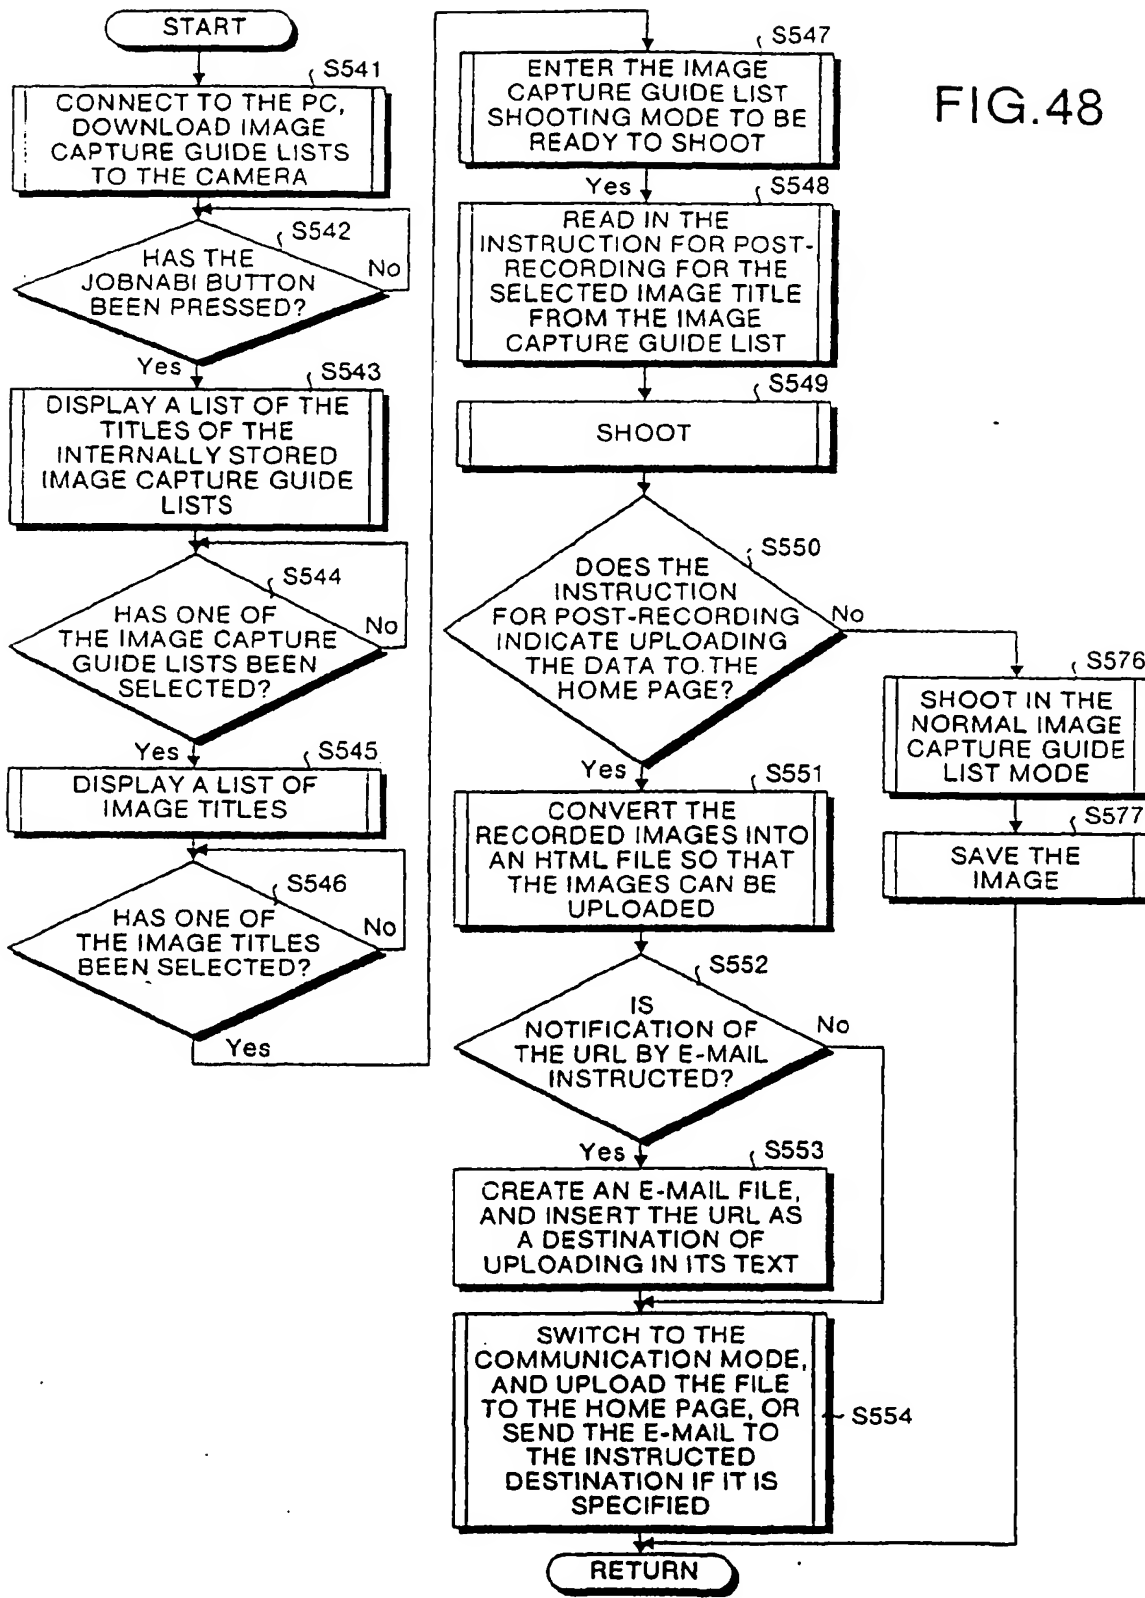 FIG.48
START
S541
CONNECT TO THE PC,
DOWNLOAD IMAGE
CAPTURE GUIDE LISTS
TO THE CAMERA
S542
HAS THE
JOBNABI BUTTON
BEEN PRESSED?
No
Yes
S543
DISPLAY A LIST OF THE
TITLES OF THE
INTERNALLY STORED
IMAGE CAPTURE GUIDE
LISTS
S544
HAS ONE OF
THE IMAGE CAPTURE
GUIDE LISTS BEEN
SELECTED?
No
Yes
S545
DISPLAY A LIST OF
IMAGE TITLES
S546
HAS ONE OF
THE IMAGE TITLES
BEEN SELECTED?
No
Yes
S547
ENTER THE IMAGE
CAPTURE GUIDE LIST
SHOOTING MODE TO BE
READY TO SHOOT
Yes
S548
READ IN THE
INSTRUCTION FOR POST-
RECORDING FOR THE
SELECTED IMAGE TITLE
FROM THE IMAGE
CAPTURE GUIDE LIST
S549
SHOOT
S550
DOES THE
INSTRUCTION
FOR POST-RECORDING
INDICATE UPLOADING
THE DATA TO THE
HOME PAGE?
No
Yes
S551
CONVERT THE
RECORDED IMAGES INTO
AN HTML FILE SO THAT
THE IMAGES CAN BE
UPLOADED
S552
IS
NOTIFICATION OF
THE URL BY E-MAIL
INSTRUCTED?
No
Yes
S553
CREATE AN E-MAIL FILE,
AND INSERT THE URL AS
A DESTINATION OF
UPLOADING IN ITS TEXT
SWITCH TO THE
COMMUNICATION MODE,
AND UPLOAD THE FILE
TO THE HOME PAGE, OR
SEND THE E-MAIL TO
THE INSTRUCTED
DESTINATION IF IT IS
SPECIFIED
S554
S576
SHOOT IN THE
NORMAL IMAGE
CAPTURE GUIDE
LIST MODE
S577
SAVE THE
IMAGE
RETURN